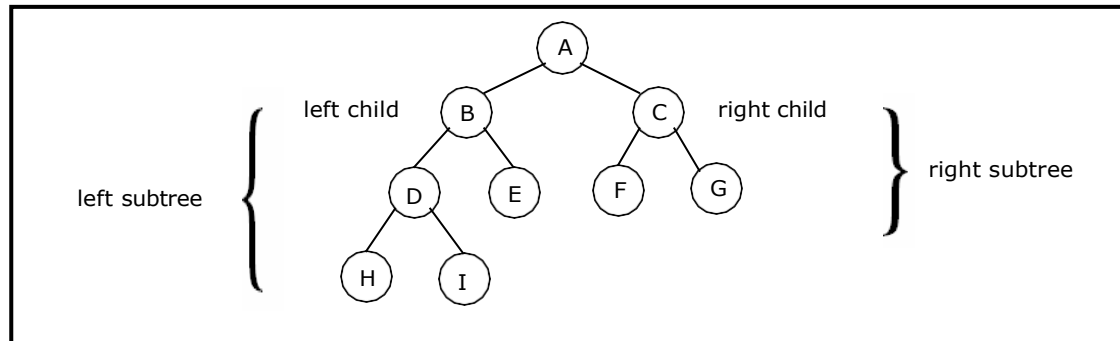 A
left child
B
C
right child
left subtree
D
E
F
G
right subtree
H
I